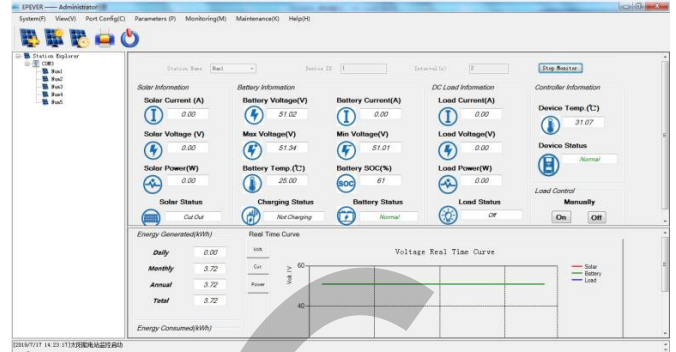 EPEVER —— Administrator
System(F) View(V) Port Config(C) Parameters (P) Monitoring(M) Maintenance(K) Help(H)
Station Explorer
COM3
Num1
Num2
Num3
Num4
Num5
Station Name Num1 Device ID 1 Interval(s) 2 Stop Monitor
Solar Information Battery Information DC Load Information Controller Information
Solar Current (A) Battery Voltage(V) Battery Current(A) Load Current(A)
0.00 51.02 0.00 0.00
Device Temp.(℃)
31.07
Solar Voltage (V) Max Voltage(V) Min Voltage(V) Load Voltage(V)
0.00 51.34 51.01 0.00
Device Status
Normal
Solar Power(W) Battery Temp.(℃) Battery SOC(%) Load Power(W)
0.00 25.00 SOC 61 0.00
Load Control
Solar Status Charging Status Battery Status Load Status Manually
Cut Out Not Charging Normal Off On Off
Energy Generated(kWh) Real Time Curve
Daily 0.00
Monthly 3.72
Annual 3.72
Total 3.72
Volt
Cur
Power
Voltage Real Time Curve
Volt V
60
40
Solar
Battery
Load
Energy Consumed(kWh)
[2019/7/17 14:23:17]太阳能电站监控启动